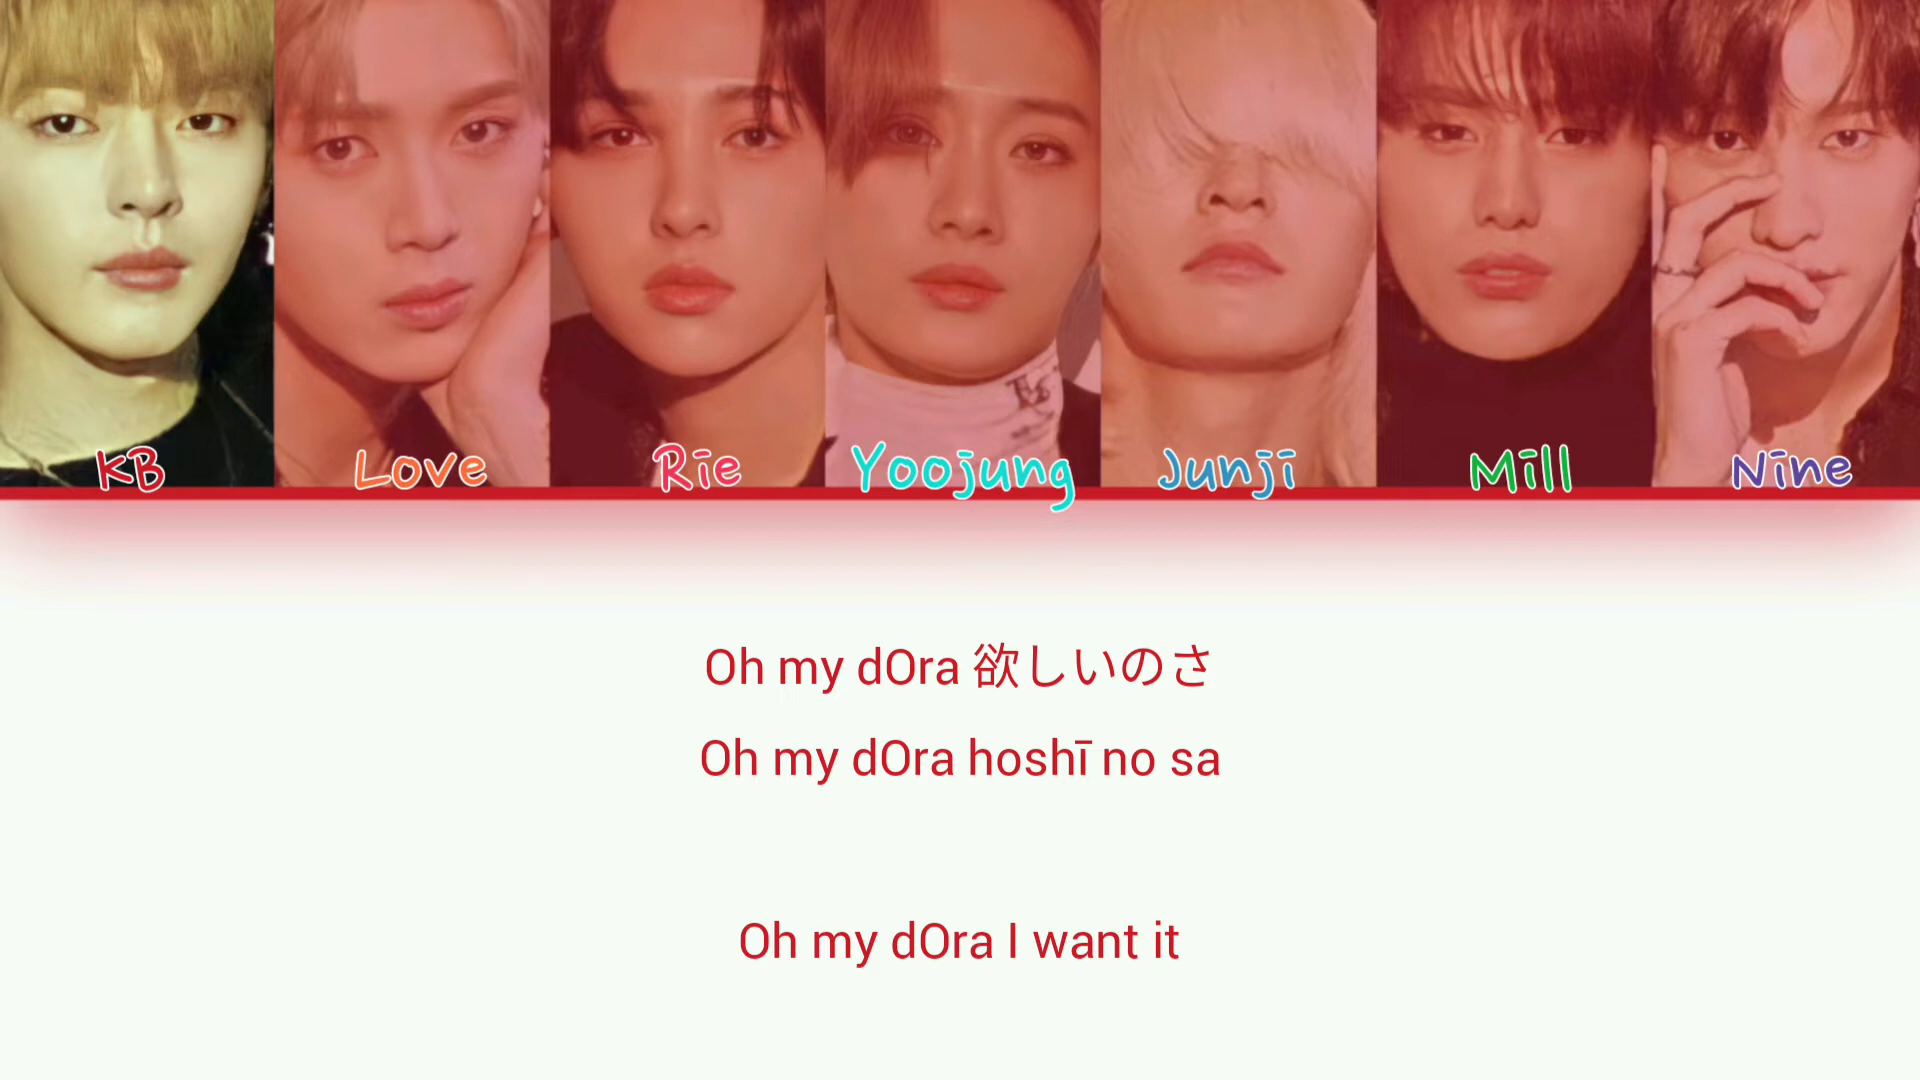 KB Love Rie Yoojung Junji Mill Nine
Oh my dOra 欲しいのさ
Oh my dOra hoshī no sa
Oh my dOra I want it